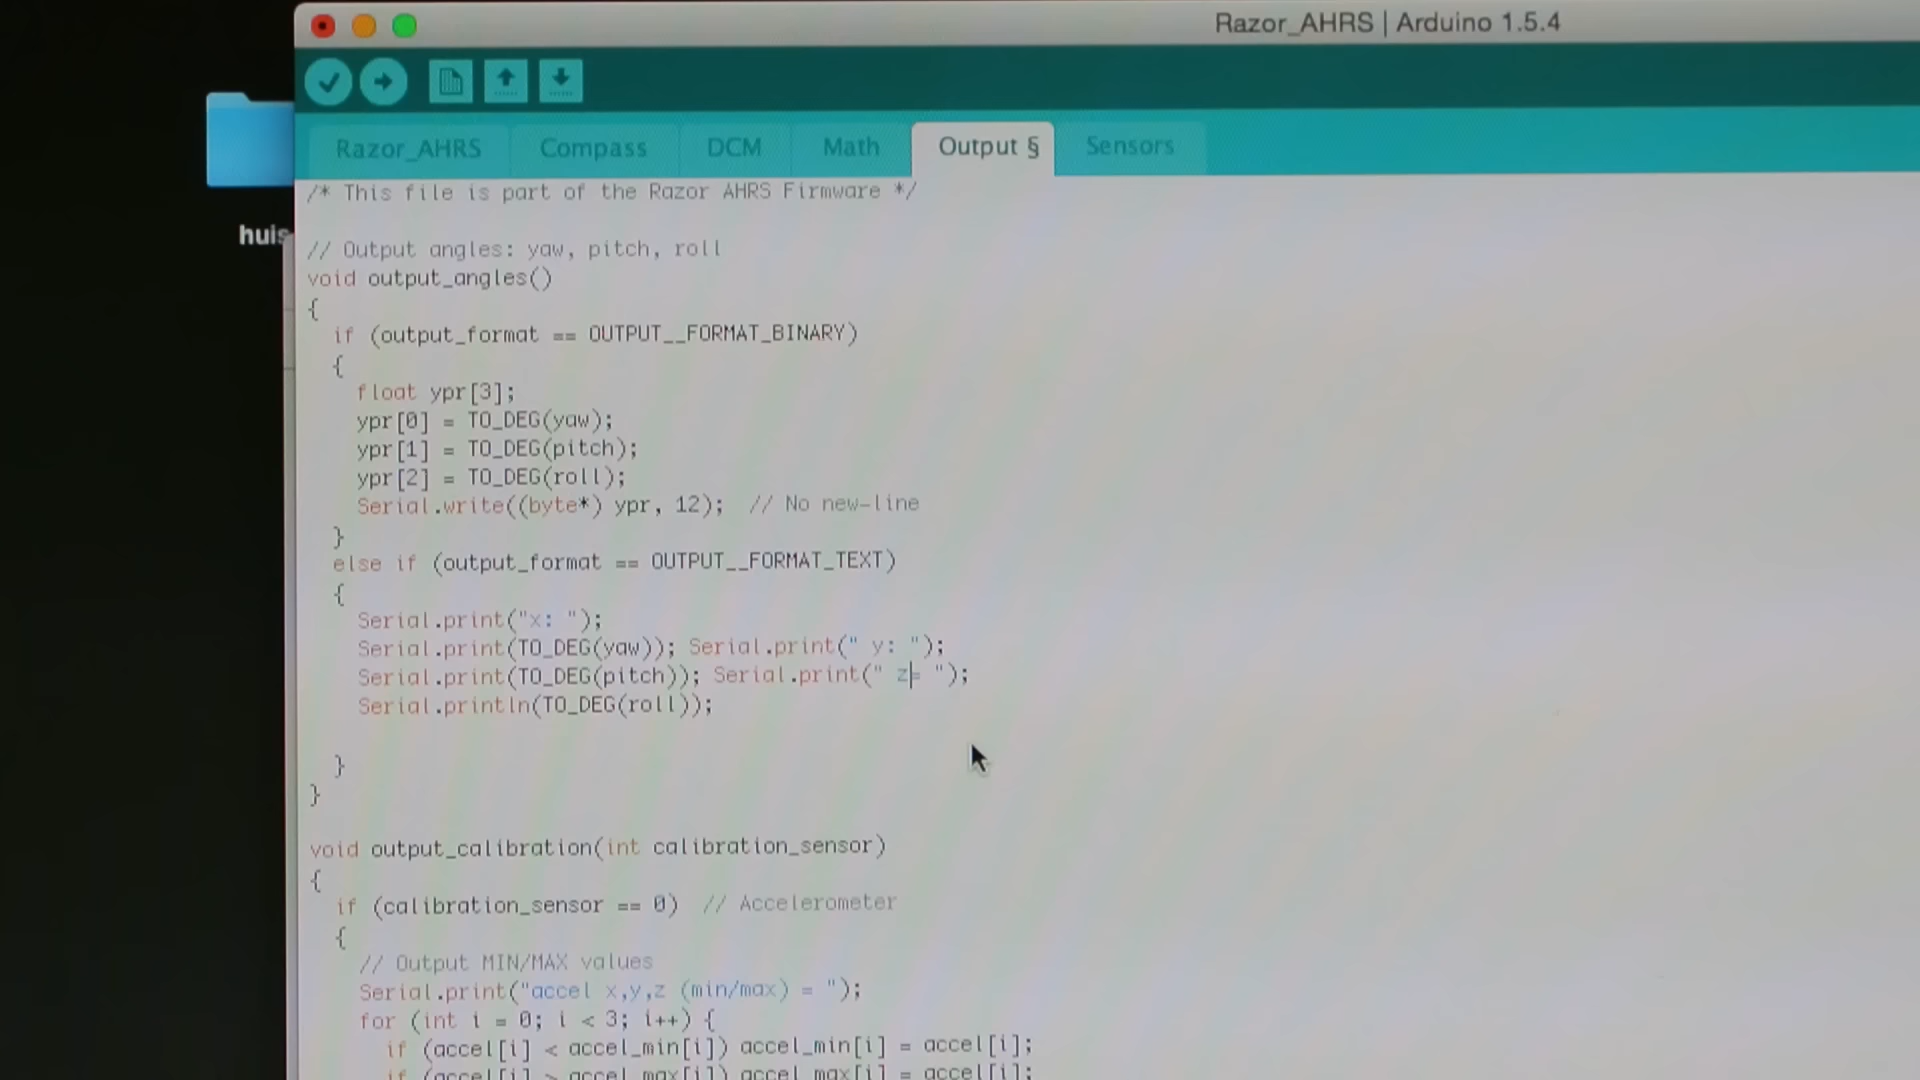 Razor_AHRS | Arduino 1.5.4
Razor_AHRS Compass DCM Math Output § Sensors
huis
/* This file is part of the Razor AHRS Firmware */
// Output angles: yaw, pitch, roll
void output_angles()
{
if (output_format == OUTPUT__FORMAT_BINARY)
{
float ypr[3];
ypr[0] = TO_DEG(yaw);
ypr[1] = TO_DEG(pitch);
ypr[2] = TO_DEG(roll);
Serial.write((byte*) ypr, 12); // No new-line
}
else if (output_format == OUTPUT__FORMAT_TEXT)
{
Serial.print("x: ");
Serial.print(TO_DEG(yaw)); Serial.print(" y: ");
Serial.print(TO_DEG(pitch)); Serial.print(" z= ");
Serial.println(TO_DEG(roll));
}
}
void output_calibration(int calibration_sensor)
{
if (calibration_sensor == 0) // Accelerometer
{
// Output MIN/MAX values
Serial.print("accel x,y,z (min/max) = ");
for (int i = 0; i < 3; i++) {
if (accel[i] < accel_min[i]) accel_min[i] = accel[i];
if (accel[i] > accel_max[i]) accel_max[i] = accel[i];